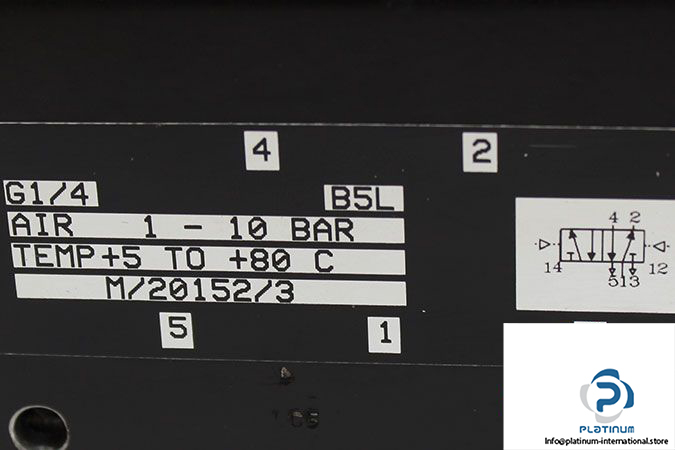 4 2
G1/4 B5L
AIR 1 - 10 BAR
TEMP+5 TO +80 C
M/20152/3
4 2
14 12
513
5 1
PLATINUM
info@platinum-international.store